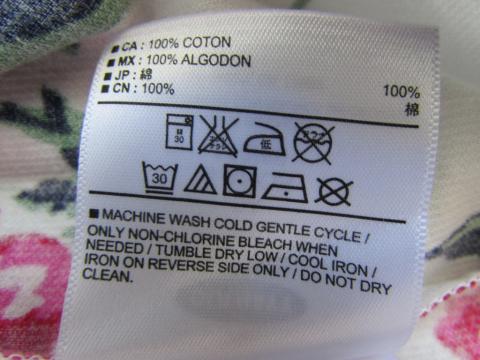 ■ CA : 100% COTON
■ MX : 100% ALGODON
■ JP : 綿
■ CN : 100% 100%
棉
30
低
30
■ MACHINE WASH COLD GENTLE CYCLE /
ONLY NON-CHLORINE BLEACH WHEN
NEEDED / TUMBLE DRY LOW / COOL IRON /
IRON ON REVERSE SIDE ONLY / DO NOT DRY
CLEAN.